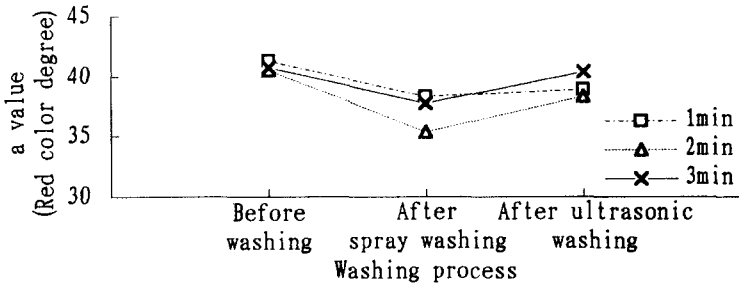 45
40
35
30
a value
(Red color degree)
1min
2min
3min
Before
washing
After
spray washing
After ultrasonic
washing
Washing process